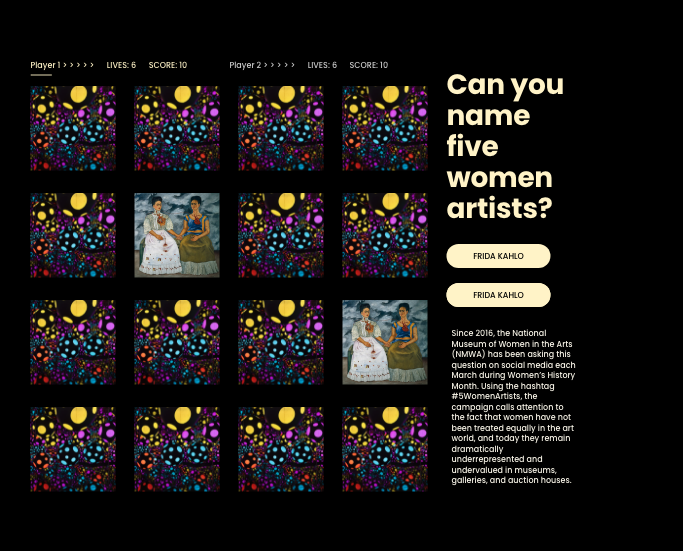 Player 1 > > > > > LIVES: 6 SCORE: 10
Player 2 > > > > > LIVES: 6 SCORE: 10
Can you
name
five
women
artists?
FRIDA KAHLO
FRIDA KAHLO
Since 2016, the National
Museum of Women in the Arts
(NMWA) has been asking this
question on social media each
March during Women's History
Month. Using the hashtag
#5WomenArtists, the
campaign calls attention to
the fact that women have not
been treated equally in the art
world, and today they remain
dramatically
underrepresented and
undervalued in museums,
galleries, and auction houses.